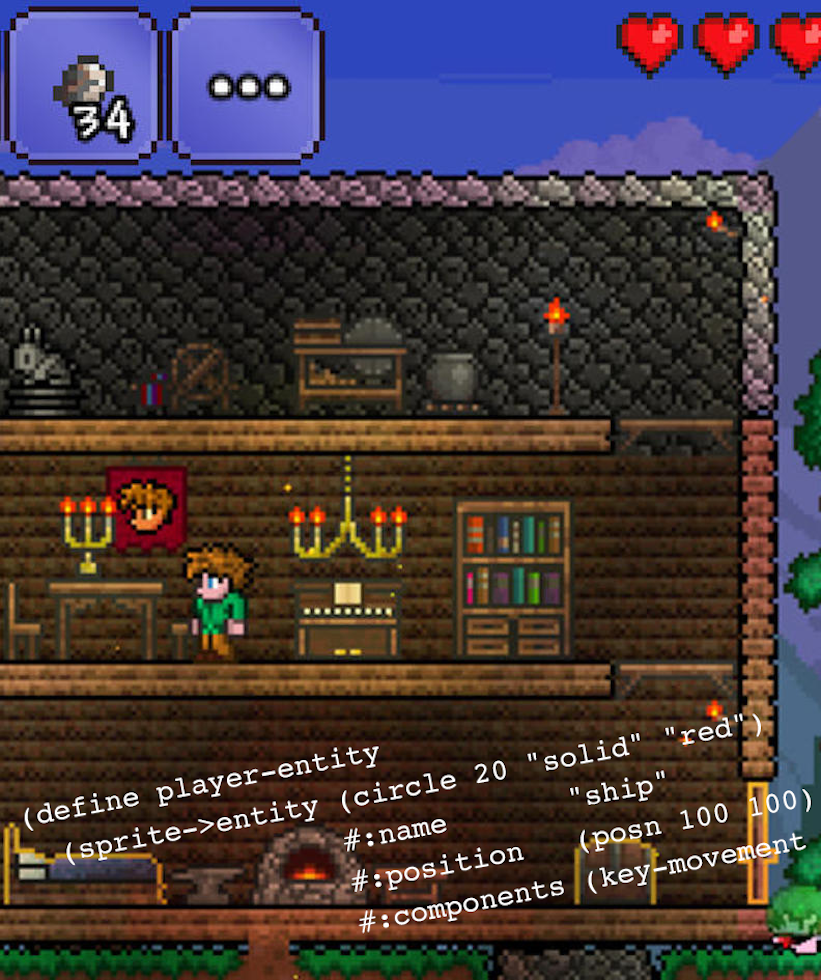 34
(define player-entity
(sprite->entity (circle 20 "solid" "red")
#:name "ship"
#:position (posn 100 100)
#:components (key-movement